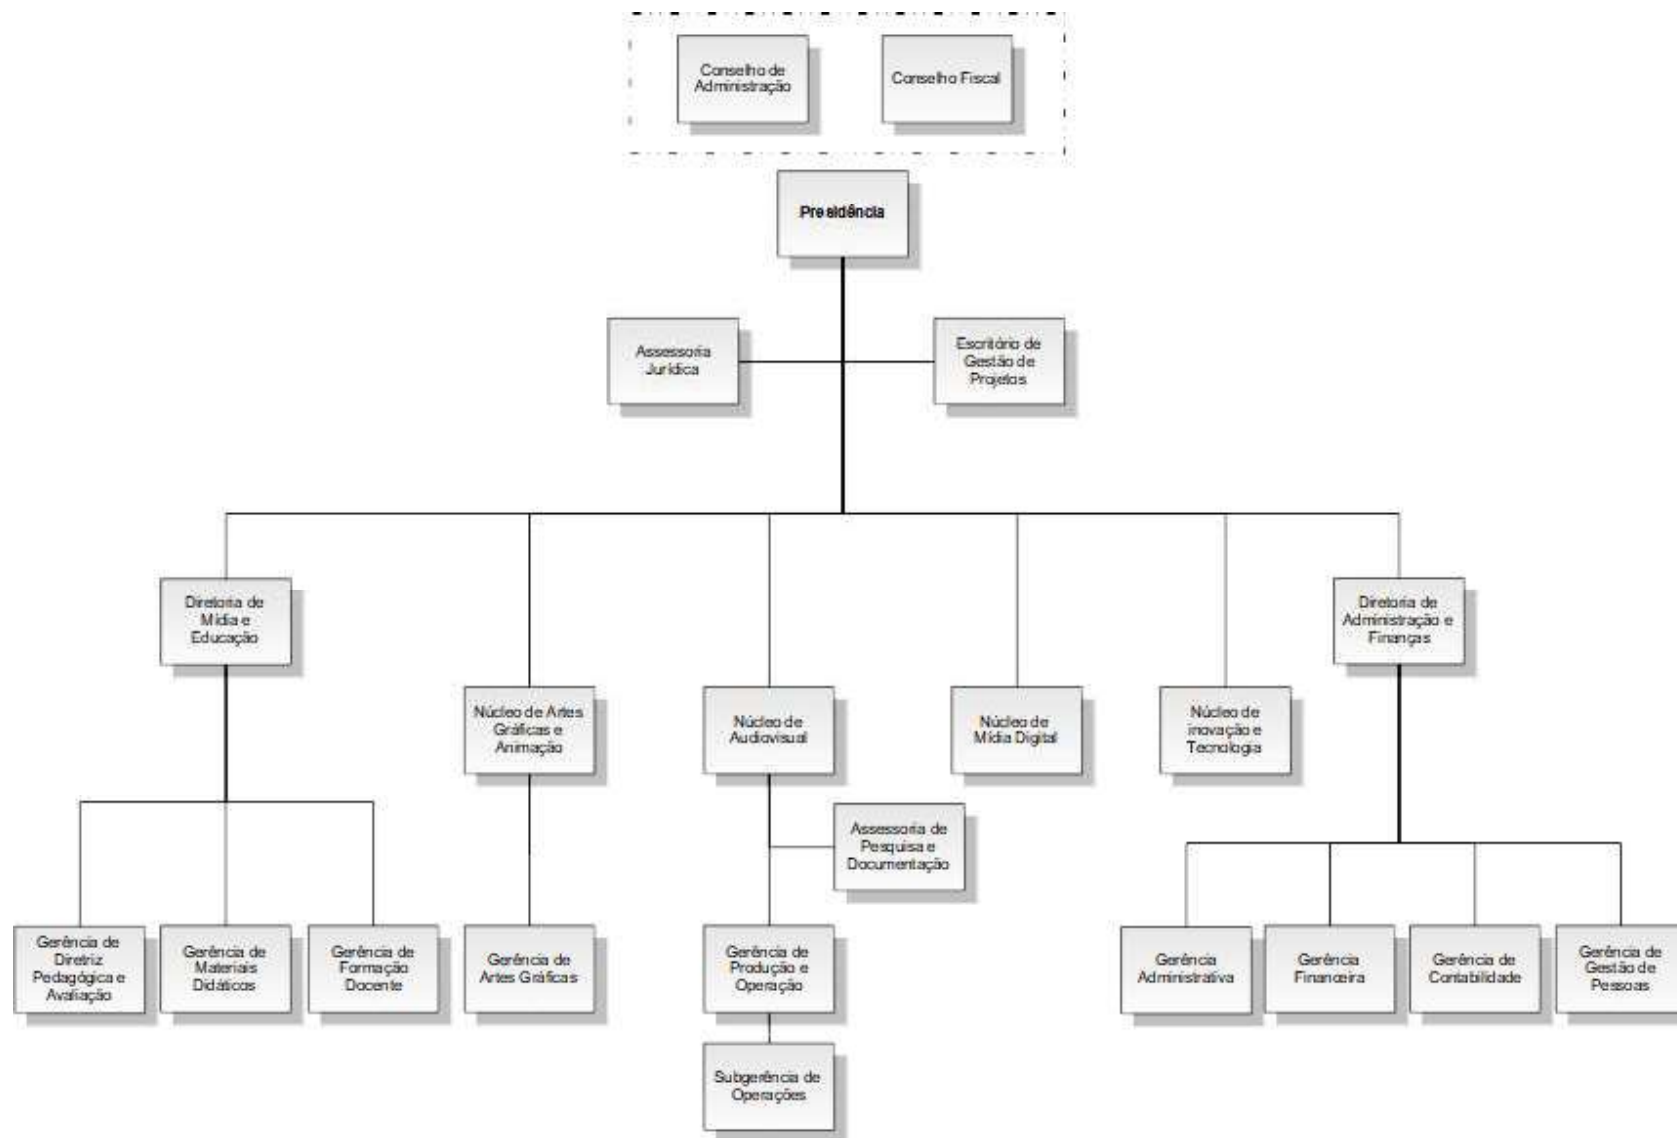 Conselho de
Administração
Conselho Fiscal
Presidência
Assessoria
Jurídica
Escritório de
Gestão de
Projetos
Diretoria de
Mídia e
Educação
Diretoria de
Administração e
Finanças
Núcleo de Artes
Gráficas e
Animação
Núcleo de
Audiovisual
Núcleo de
Mídia Digital
Núcleo de
inovação e
Tecnologia
Assessoria de
Pesquisa e
Documentação
Gerência de
Diretriz
Pedagógica e
Avaliação
Gerência de
Materiais
Didáticos
Gerência de
Formação
Docente
Gerência de
Artes Gráficas
Gerência de
Produção e
Operação
Gerência
Administrativa
Gerência
Financeira
Gerência de
Contabilidade
Gerência de
Gestão de
Pessoas
Subgerência de
Operações